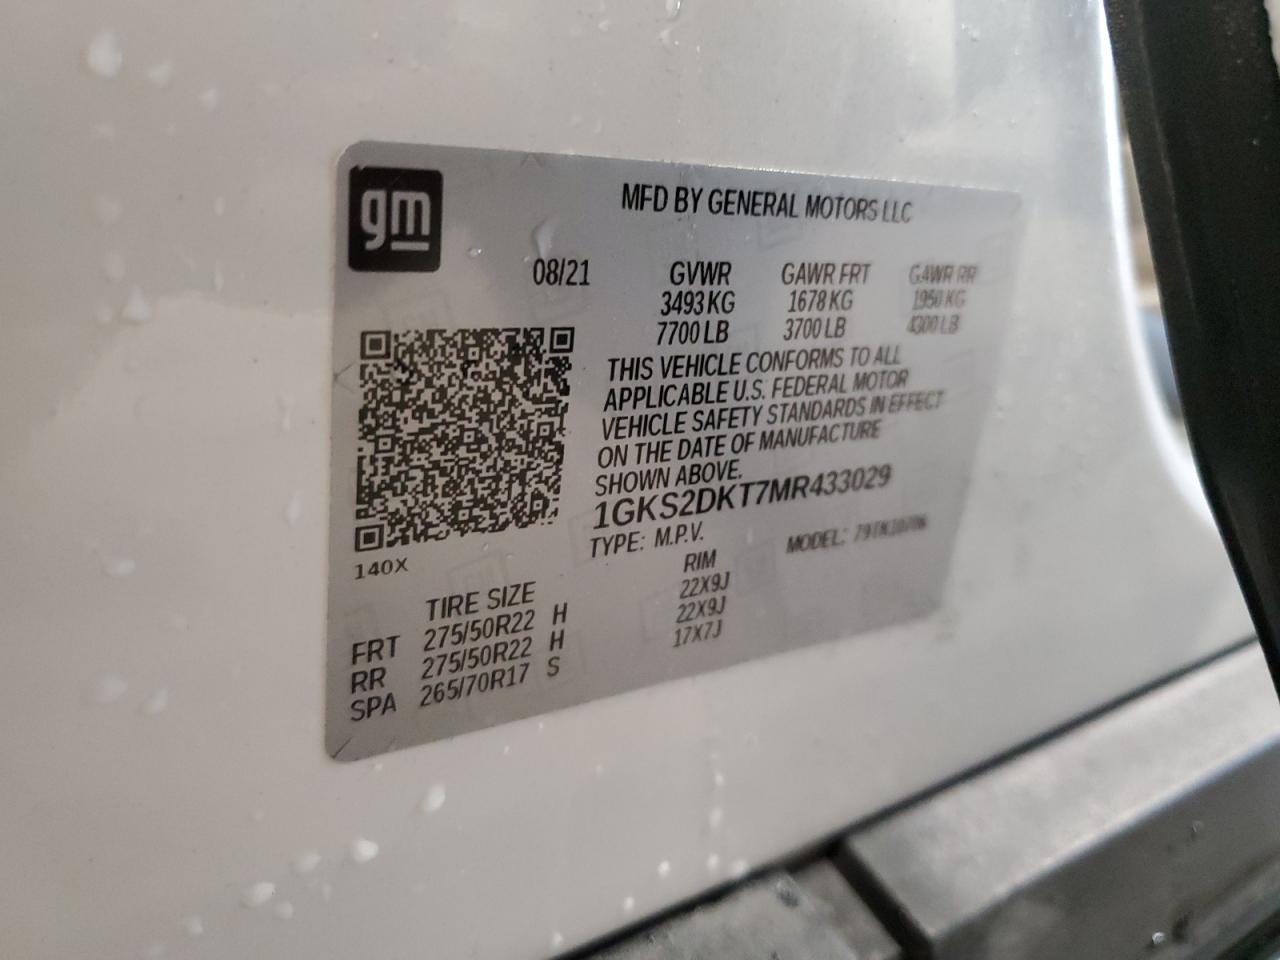 gm
MFD BY GENERAL MOTORS LLC
08/21 GVWR GAWR FRT GAWR RR
3493 KG 1678 KG 1950 KG
7700 LB 3700 LB 4300 LB
THIS VEHICLE CONFORMS TO ALL
APPLICABLE U.S. FEDERAL MOTOR
VEHICLE SAFETY STANDARDS IN EFFECT
ON THE DATE OF MANUFACTURE
SHOWN ABOVE.
1GKS2DKT7MR433029
TYPE: M.P.V. MODEL:
140X
TIRE SIZE RIM
FRT 275/50R22 H 22X9J
RR 275/50R22 H 22X9J
SPA 265/70R17 S 17X7J